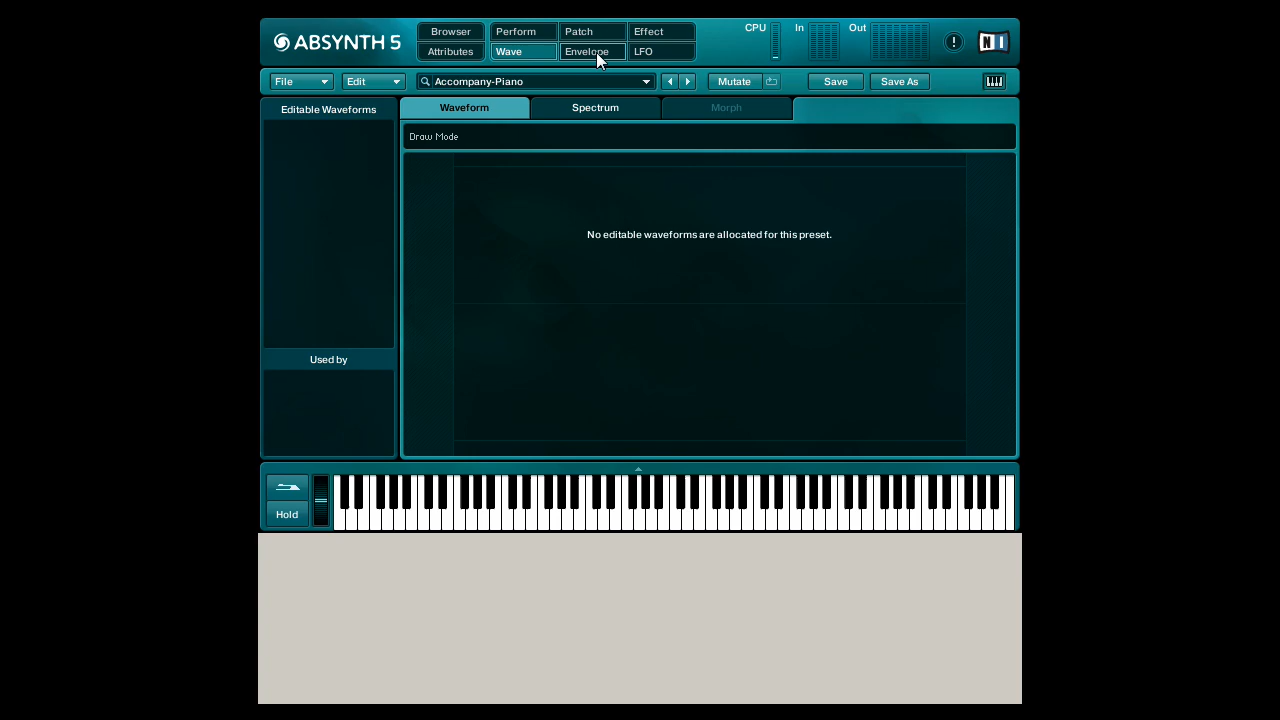 ABSYNTH 5
Browser
Attributes
Perform
Patch
Effect
Wave
Envelope
LFO
CPU
In
Out
!
NI
File
Edit
Accompany-Piano
Mutate
Save
Save As
Editable Waveforms
Waveform
Spectrum
Morph
Draw Mode
No editable waveforms are allocated for this preset.
Used by
Hold